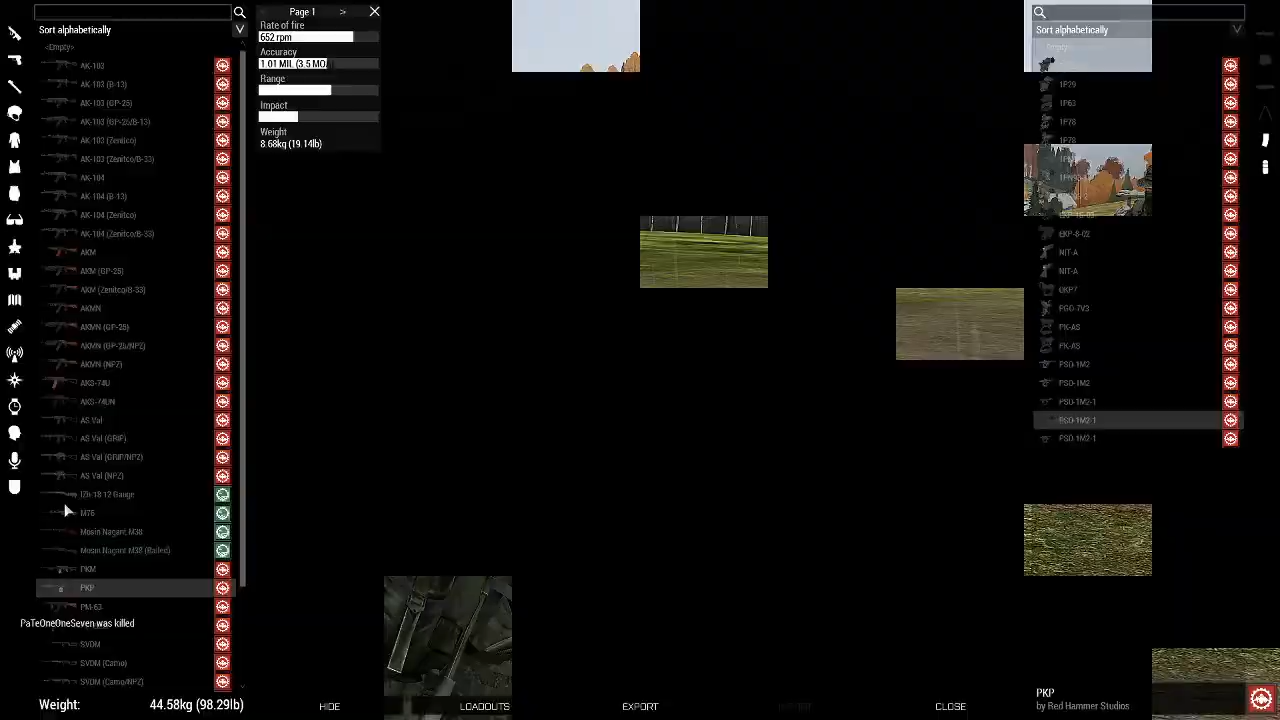 Sort alphabetically
<Empty>
AK-103
AK-103 (B-13)
AK-103 (GP-25)
AK-103 (GP-25/B-13)
AK-103 (Zenitco)
AK-103 (Zenitco/B-33)
AK-104
AK-104 (B-13)
AK-104 (Zenitco)
AK-104 (Zenitco/B-33)
AKM
AKM (GP-25)
AKM (Zenitco/B-33)
AKMN
AKMN (GP-25)
AKMN (GP-25/NPZ)
AKMN (NPZ)
AKS-74U
AKS-74UN
AS Val
AS Val (GRIP)
AS Val (GRIP/NPZ)
AS Val (NPZ)
IZh-18 12 Gauge
M76
Mosin Nagant M38
Mosin Nagant M38 (Railed)
PKM
PKP
PM-63
PaTeOneOneSeven was killed
SVDM
SVDM (Camo)
SVDM (Camo/NPZ)
Weight: 44.58kg (98.29lb)
Page 1 >
Rate of fire
652 rpm
Accuracy
1.01 MIL (3.5 MO
Range
Impact
Weight
8.68kg (19.14lb)
Sort alphabetically
1P29
1P63
1P78
1P78
EKP-8-02
NIT-A
NIT-A
OKP7
PGO-7V3
PK-AS
PK-AS
PSO-1M2
PSO-1M2
PSO-1M2-1
PSO-1M2-1
PSO-1M2-1
PKP
by Red Hammer Studios
HIDE
LOADOUTS
EXPORT
CLOSE